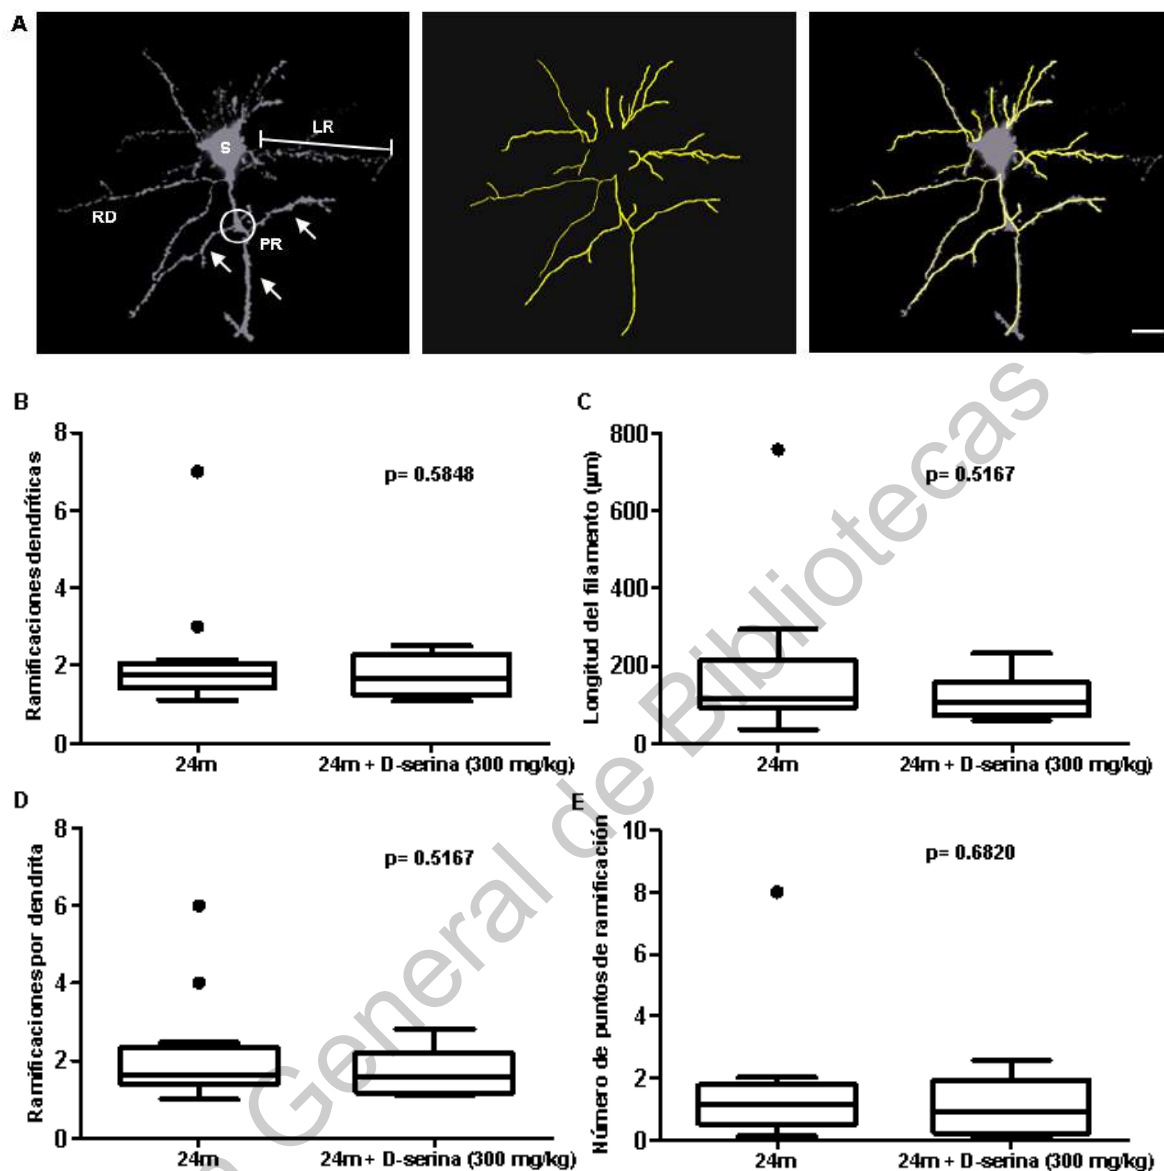 A
S
LR
RD
PR
B
Ramificaciones dendríticas
8
6
4
2
0
p= 0.5848
24m
24m + D-serina (300 mg/kg)
C
Longitud del filamento (µm)
800
600
400
200
0
p= 0.5167
24m
24m + D-serina (300 mg/kg)
D
Ramificaciones por dendrita
8
6
4
2
0
p= 0.5167
24m
24m + D-serina (300 mg/kg)
E
Número de puntos de ramificación
10
8
6
4
2
0
p= 0.6820
24m
24m + D-serina (300 mg/kg)
General de Bibliotecas